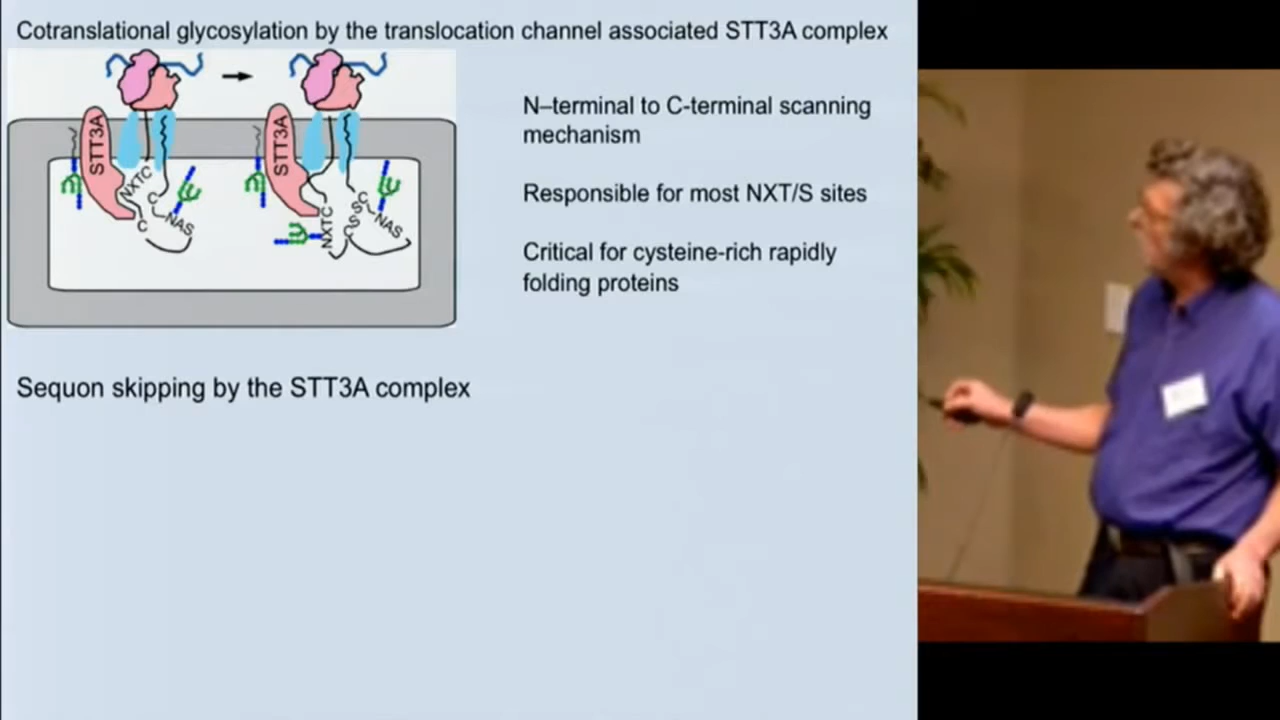 Cotranslational glycosylation by the translocation channel associated STT3A complex
STT3A
NXTC
C
C
NAS
STT3A
NXTC
C
S
S
C
NAS
N–terminal to C-terminal scanning
mechanism
Responsible for most NXT/S sites
Critical for cysteine-rich rapidly
folding proteins
Sequon skipping by the STT3A complex